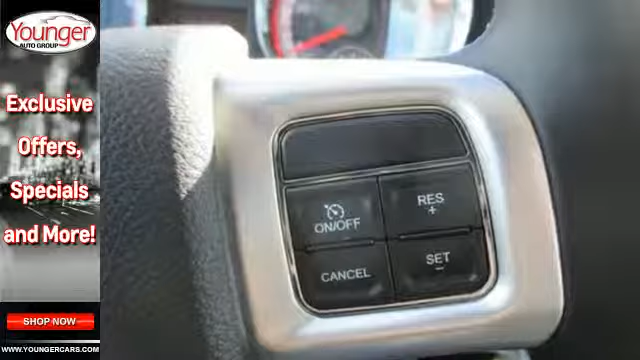 Younger
AUTO GROUP
Exclusive
Offers,
Specials
and More!
SHOP NOW
WWW.YOUNGERCARS.COM
ON/OFF
RES
+
CANCEL
SET
-